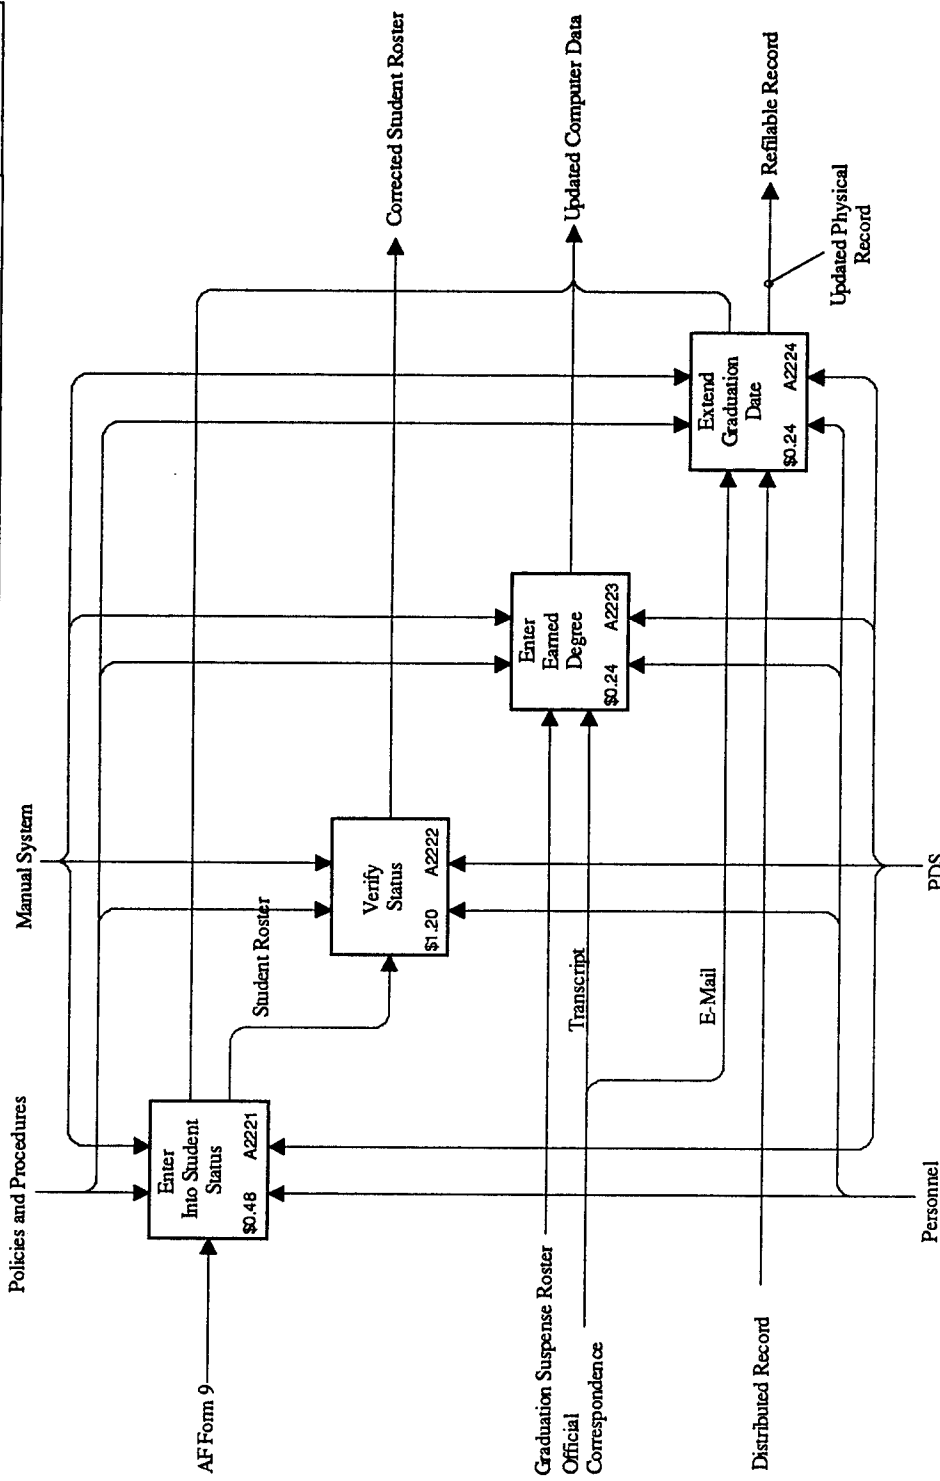 Policies and Procedures
Manual System
AF Form 9
Enter
Into Student
Status
$0.48 A2221
Student Roster
Verify
Status
$1.20 A2222
Corrected Student Roster
Graduation Suspense Roster
Official
Correspondence
Transcript
Enter
Earned
Degree
$0.24 A2223
Updated Computer Data
E-Mail
Distributed Record
Extend
Graduation
Date
$0.24 A2224
Refilable Record
Updated Physical
Record
Personnel
PDS